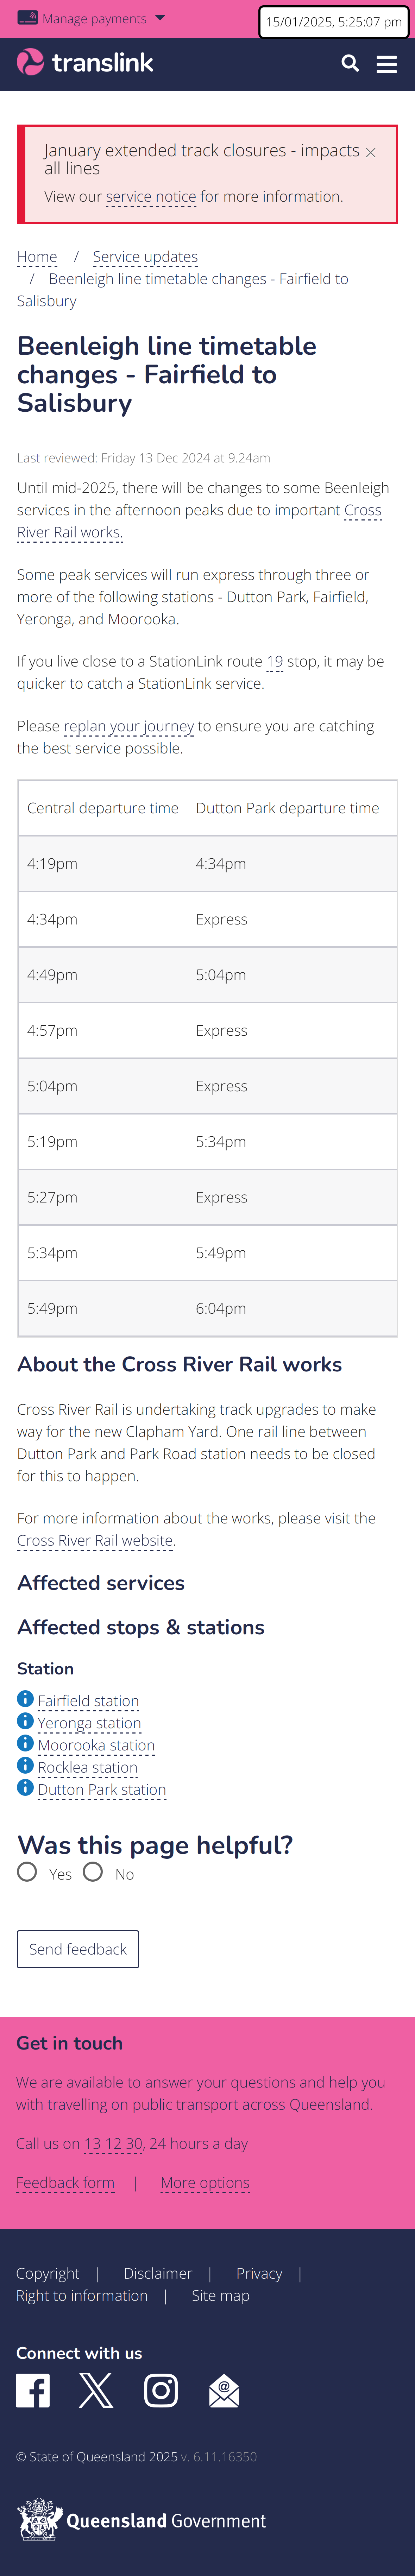 Manage payments
15/01/2025, 5:25:07 pm
translink
January extended track closures - impacts
all lines
View our service notice for more information.
Home / Service updates
/ Beenleigh line timetable changes - Fairfield to
Salisbury
Beenleigh line timetable
changes - Fairfield to
Salisbury
Last reviewed: Friday 13 Dec 2024 at 9.24am
Until mid-2025, there will be changes to some Beenleigh
services in the afternoon peaks due to important Cross
River Rail works.
Some peak services will run express through three or
more of the following stations - Dutton Park, Fairfield,
Yeronga, and Moorooka.
If you live close to a StationLink route 19 stop, it may be
quicker to catch a StationLink service.
Please replan your journey to ensure you are catching
the best service possible.
Central departure time Dutton Park departure time
4:19pm 4:34pm
4:34pm Express
4:49pm 5:04pm
4:57pm Express
5:04pm Express
5:19pm 5:34pm
5:27pm Express
5:34pm 5:49pm
5:49pm 6:04pm
About the Cross River Rail works
Cross River Rail is undertaking track upgrades to make
way for the new Clapham Yard. One rail line between
Dutton Park and Park Road station needs to be closed
for this to happen.
For more information about the works, please visit the
Cross River Rail website.
Affected services
Affected stops & stations
Station
Fairfield station
Yeronga station
Moorooka station
Rocklea station
Dutton Park station
Was this page helpful?
Yes No
Send feedback
Get in touch
We are available to answer your questions and help you
with travelling on public transport across Queensland.
Call us on 13 12 30, 24 hours a day
Feedback form | More options
Copyright | Disclaimer | Privacy |
Right to information | Site map
Connect with us
© State of Queensland 2025 v. 6.11.16350
Queensland Government